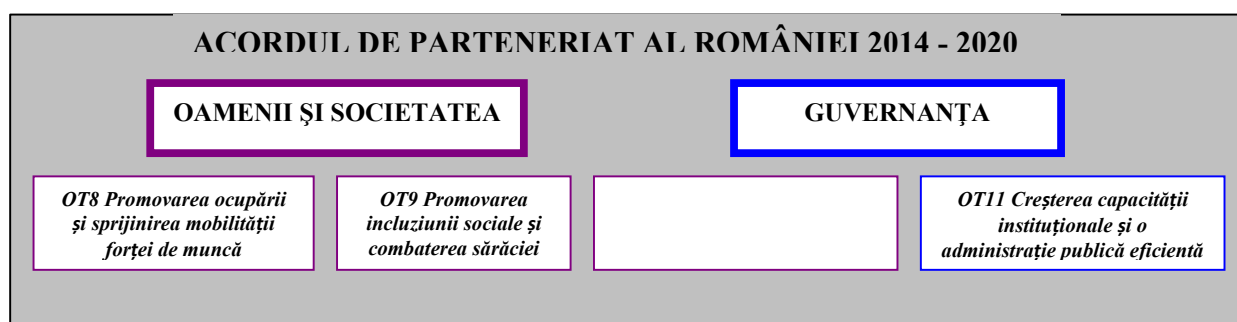 ACORDUL DE PARTENERIAT AL ROMÂNIEI 2014 - 2020
OAMENII ŞI SOCIETATEA
GUVERNANŢA
OT8 Promovarea ocupării
și sprijinirea mobilității
forței de muncă
OT9 Promovarea
incluziunii sociale și
combaterea sărăciei
OT11 Creșterea capacității
instituționale și o
administrație publică eficientă